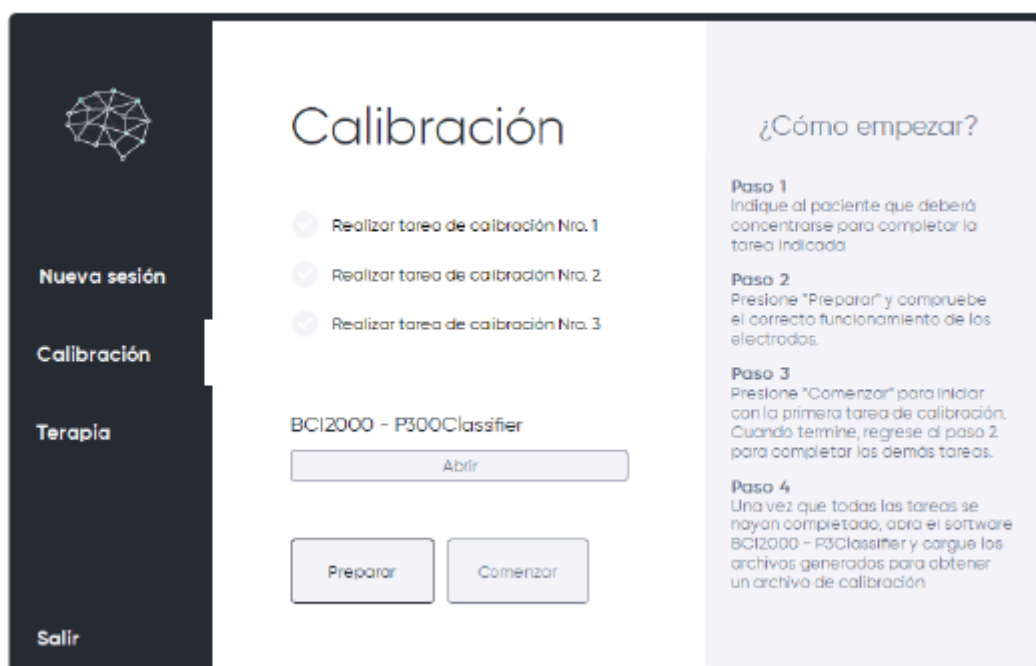 Nueva sesión
Calibración
Terapia
Salir
Calibración
Realizar tarea de calibración Nro. 1
Realizar tarea de calibración Nro. 2
Realizar tarea de calibración Nro. 3
BCI2000 - P300Classifier
Abrir
Preparar
Comenzar
¿Cómo empezar?
Paso 1
Indique al paciente que deberá
concentrarse para completar la
tarea indicada
Paso 2
Presione "Preparar" y compruebe
el correcto funcionamiento de los
electrodos.
Paso 3
Presione "Comenzar" para iniciar
con la primera tarea de calibración.
Cuando termine, regrese al paso 2
para completar las demás tareas.
Paso 4
Una vez que todas las tareas se
hayan completado, abra el software
BCI2000 - P3Classifier y cargue los
archivos generados para obtener
un archivo de calibración